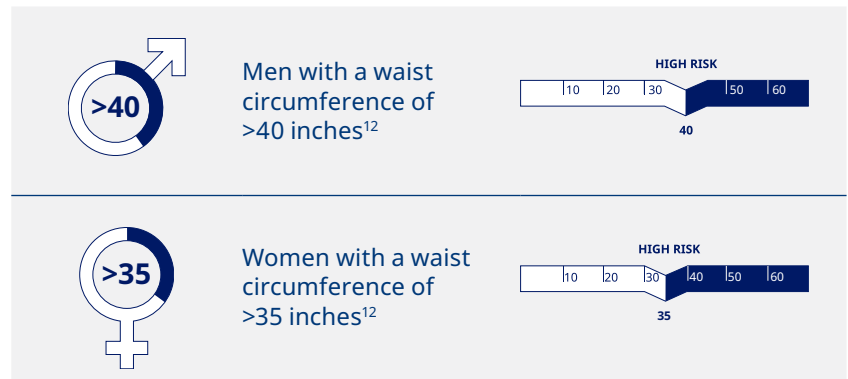 >40
Men with a waist
circumference of
>40 inches12
HIGH RISK
10 20 30 50 60
40
>35
Women with a waist
circumference of
>35 inches12
HIGH RISK
10 20 30 40 50 60
35